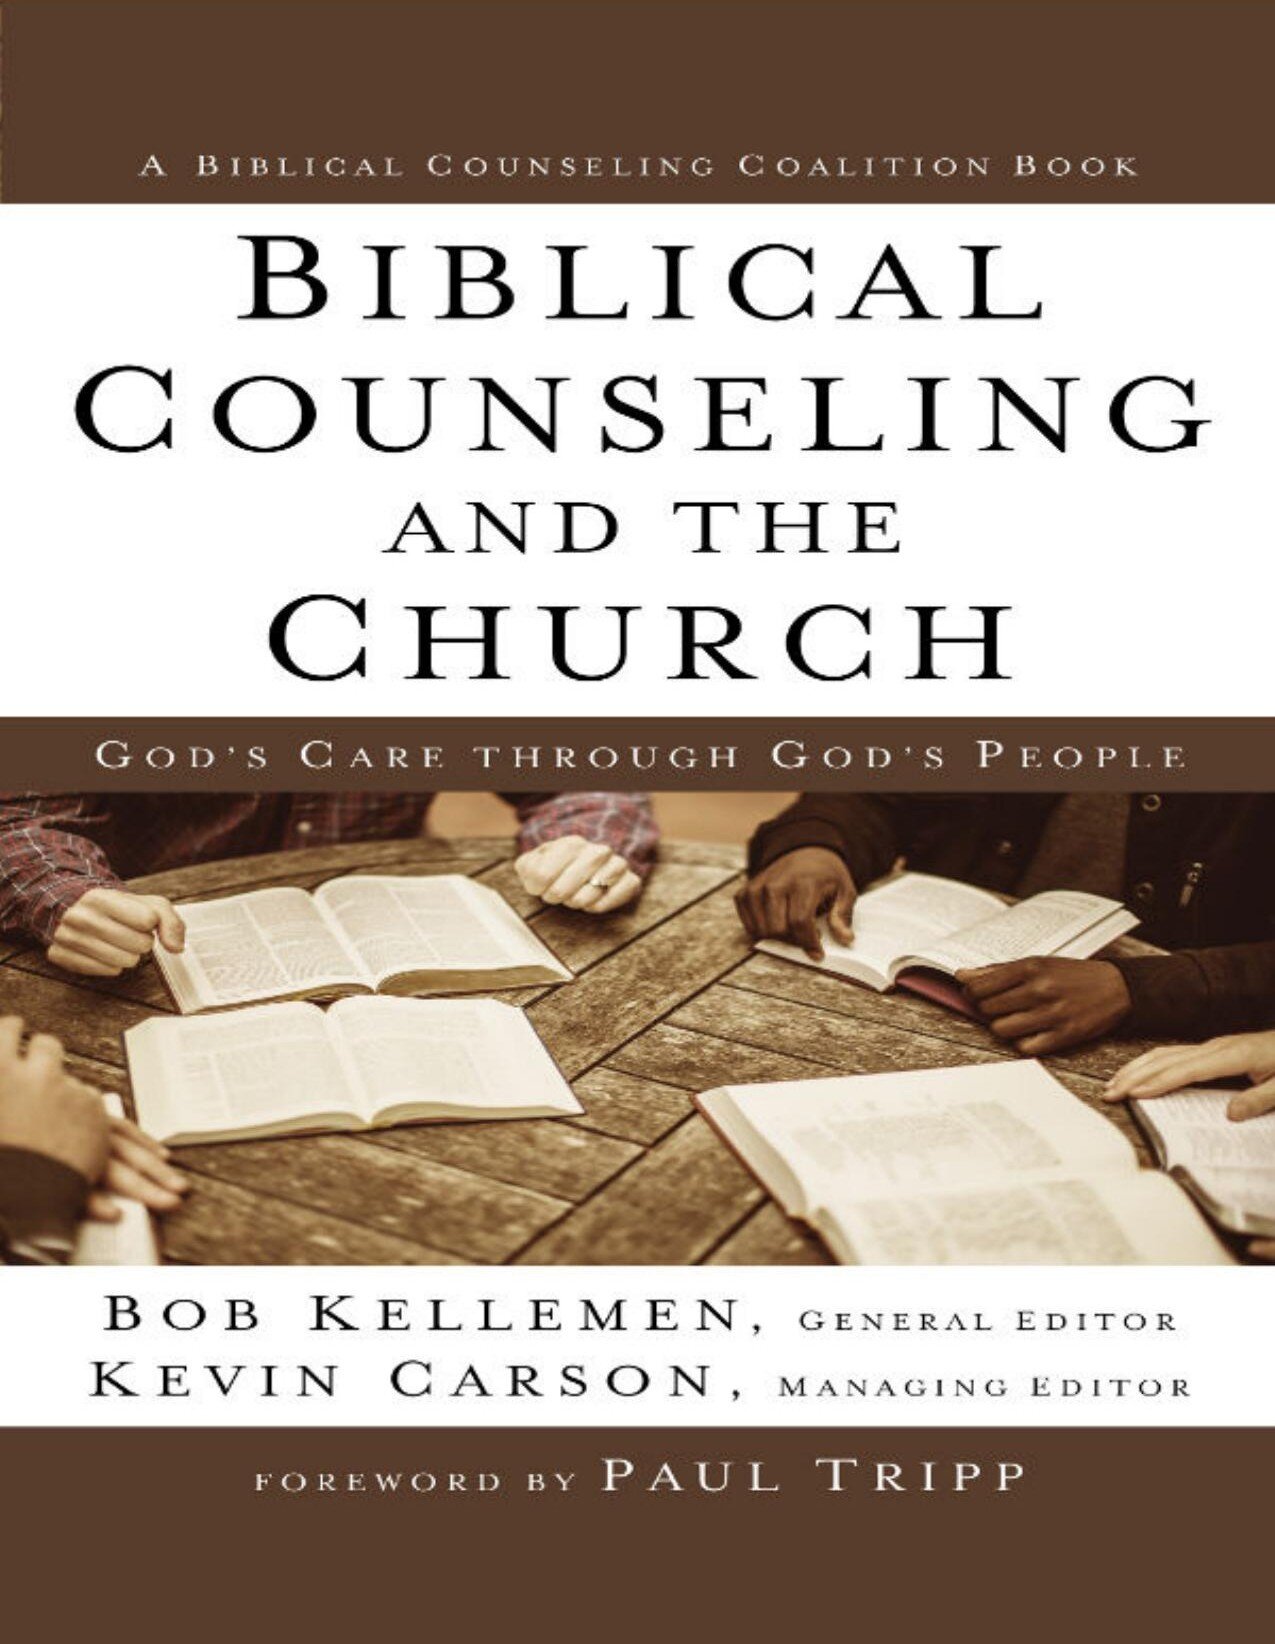 A BIBLICAL COUNSELING COALITION BOOK
BIBLICAL
COUNSELING
AND THE
CHURCH
GOD'S CARE THROUGH GOD'S PEOPLE
BOB KELLEMEN, GENERAL EDITOR
KEVIN CARSON, MANAGING EDITOR
FOREWORD BY PAUL TRIPP